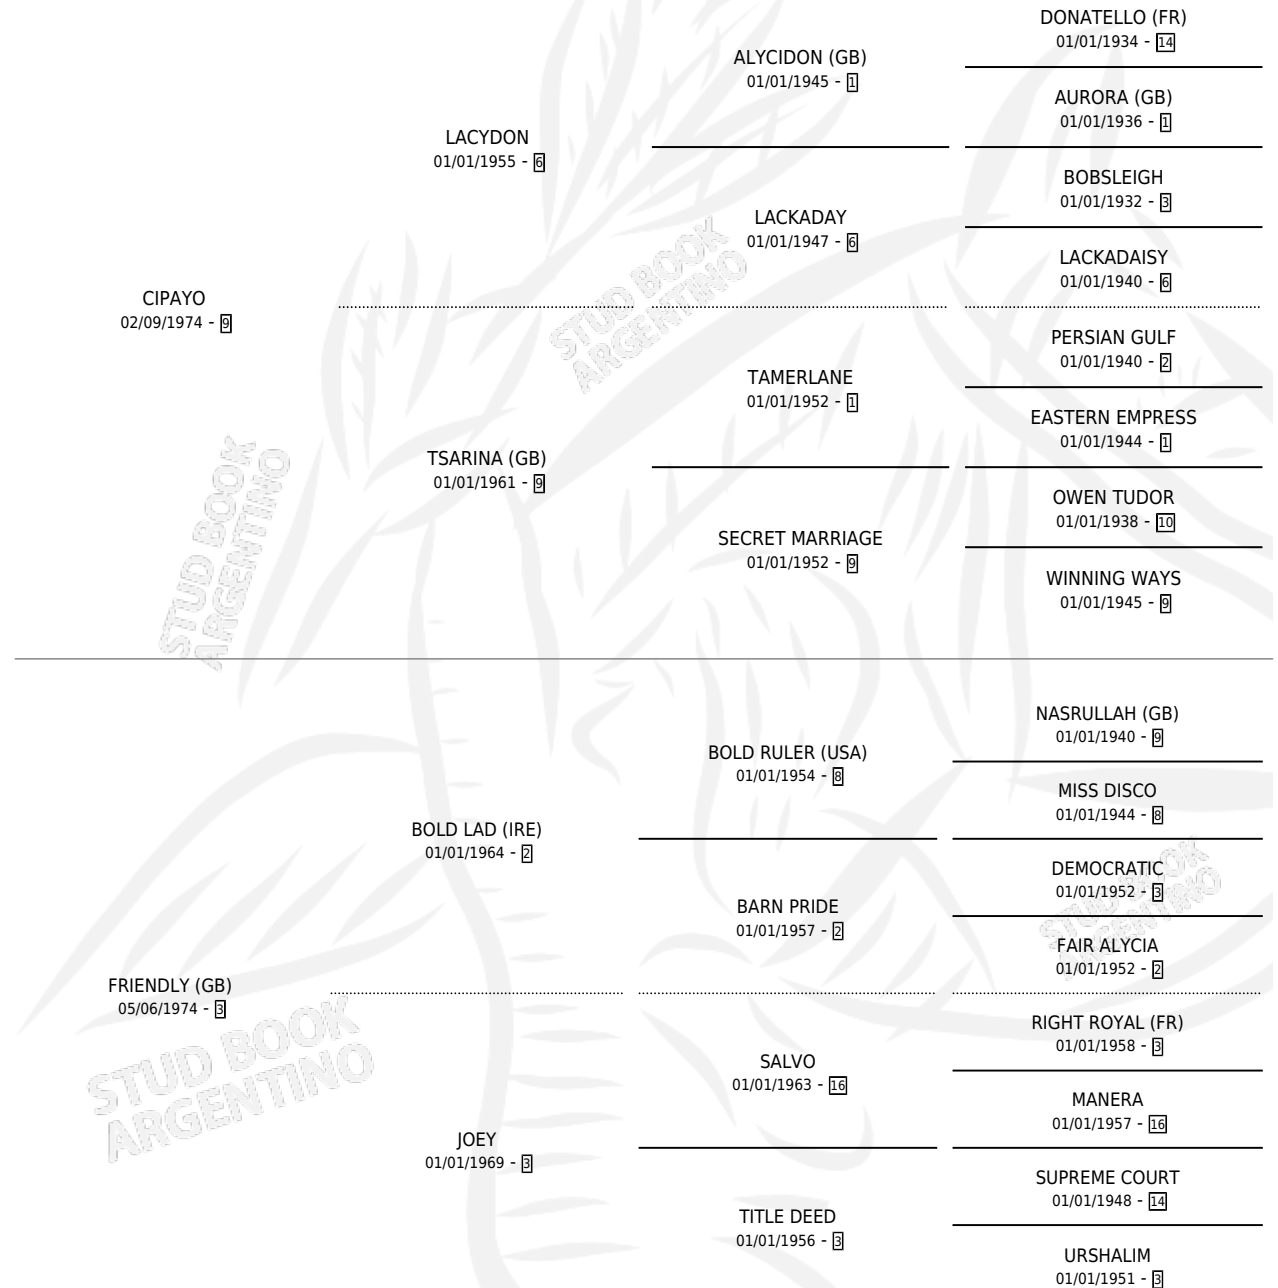 CIPAYO
02/09/1974 - 9
LACYDON
01/01/1955 - 6
ALYCIDON (GB)
01/01/1945 - 1
DONATELLO (FR)
01/01/1934 - 14
AURORA (GB)
01/01/1936 - 1
LACKADAY
01/01/1947 - 6
BOBSLEIGH
01/01/1932 - 3
LACKADAISY
01/01/1940 - 6
TSARINA (GB)
01/01/1961 - 9
TAMERLANE
01/01/1952 - 1
PERSIAN GULF
01/01/1940 - 2
EASTERN EMPRESS
01/01/1944 - 1
SECRET MARRIAGE
01/01/1952 - 9
OWEN TUDOR
01/01/1938 - 10
WINNING WAYS
01/01/1945 - 9
FRIENDLY (GB)
05/06/1974 - 3
BOLD LAD (IRE)
01/01/1964 - 2
BOLD RULER (USA)
01/01/1954 - 8
NASRULLAH (GB)
01/01/1940 - 9
MISS DISCO
01/01/1944 - 8
BARN PRIDE
01/01/1957 - 2
DEMOCRATIC
01/01/1952 - 3
FAIR ALYCIA
01/01/1952 - 2
JOEY
01/01/1969 - 3
SALVO
01/01/1963 - 16
RIGHT ROYAL (FR)
01/01/1958 - 3
MANERA
01/01/1957 - 16
TITLE DEED
01/01/1956 - 3
SUPREME COURT
01/01/1948 - 14
URSHALIM
01/01/1951 - 3
STUD BOOK
ARGENTINO
STUD BOOK
ARGENTINO
STUD BOOK
ARGENTINO
STUD BOOK
ARGENTINO